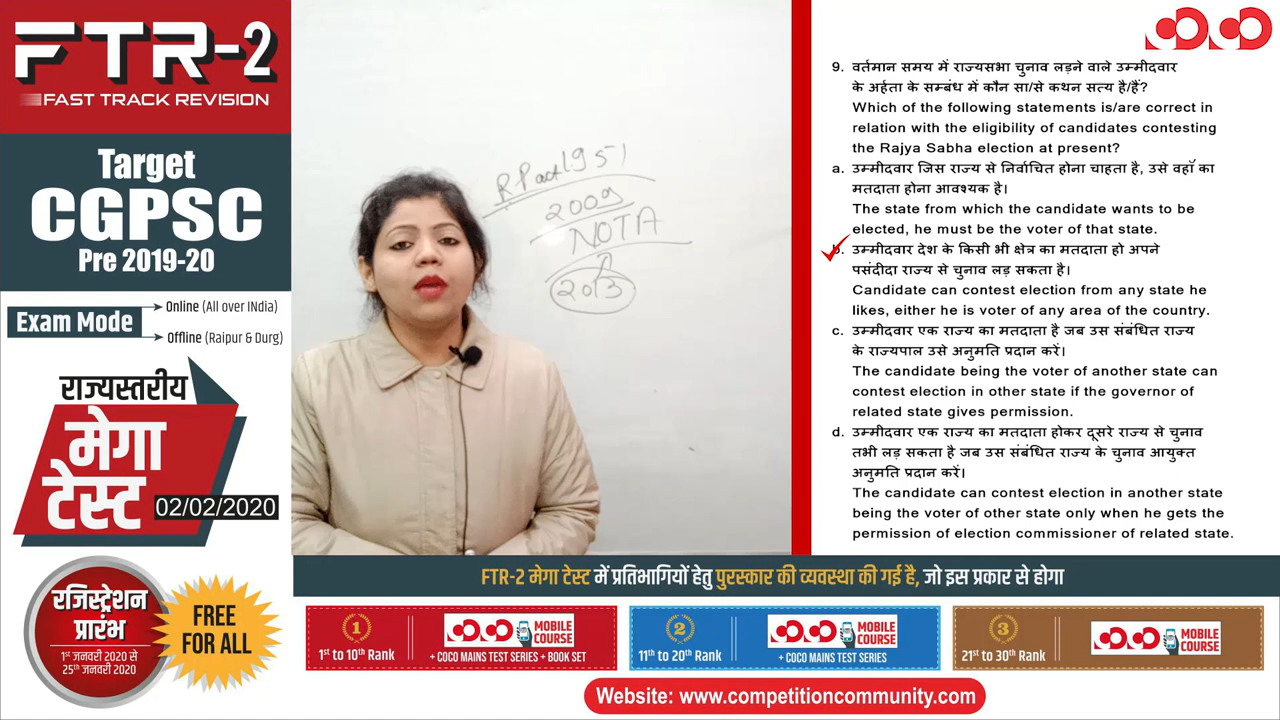 FTR-2
FAST TRACK REVISION
Target
CGPSC
Pre 2019-20
Exam Mode
Online (All over INdia)
Offline (Raipur & Durg)
राज्यस्तरीय
मेगा
टेस्ट
02/02/2020
रजिस्ट्रेशन
प्रारंभ
1st जनवरी 2020 से
25th जनवरी 2020
FREE
FOR ALL
R P act 1951
2009
NOTA
2013
9. वर्तमान समय में राज्यसभा चुनाव लड़ने वाले उम्मीदवार
के अर्हता के सम्बंध में कौन सा/से कथन सत्य है/हैं?
Which of the following statements is/are correct in
relation with the eligibility of candidates contesting
the Rajya Sabha election at present?
a. उम्मीदवार जिस राज्य से निर्वाचित होना चाहता है, उसे वहाँ का
मतदाता होना आवश्यक है।
The state from which the candidate wants to be
elected, he must be the voter of that state.
b. उम्मीदवार देश के किसी भी क्षेत्र का मतदाता हो अपने
पसंदीदा राज्य से चुनाव लड़ सकता है।
Candidate can contest election from any state he
likes, either he is voter of any area of the country.
c. उम्मीदवार एक राज्य का मतदाता है जब उस संबंधित राज्य
के राज्यपाल उसे अनुमति प्रदान करें।
The candidate being the voter of another state can
contest election in other state if the governor of
related state gives permission.
d. उम्मीदवार एक राज्य का मतदाता होकर दूसरे राज्य से चुनाव
तभी लड़ सकता है जब उस संबंधित राज्य के चुनाव आयुक्त
अनुमति प्रदान करें।
The candidate can contest election in another state
being the voter of other state only when he gets the
permission of election commissioner of related state.
FTR-2 मेगा टेस्ट में प्रतिभागियों हेतु पुरस्कार की व्यवस्था की गई है, जो इस प्रकार से होगा
1
1st to 10th Rank
MOBILE
COURSE
+ COCO MAINS TEST SERIES + BOOK SET
2
11th to 20th Rank
MOBILE
COURSE
+ COCO MAINS TEST SERIES
3
21st to 30th Rank
MOBILE
COURSE
Website: www.competitioncommunity.com